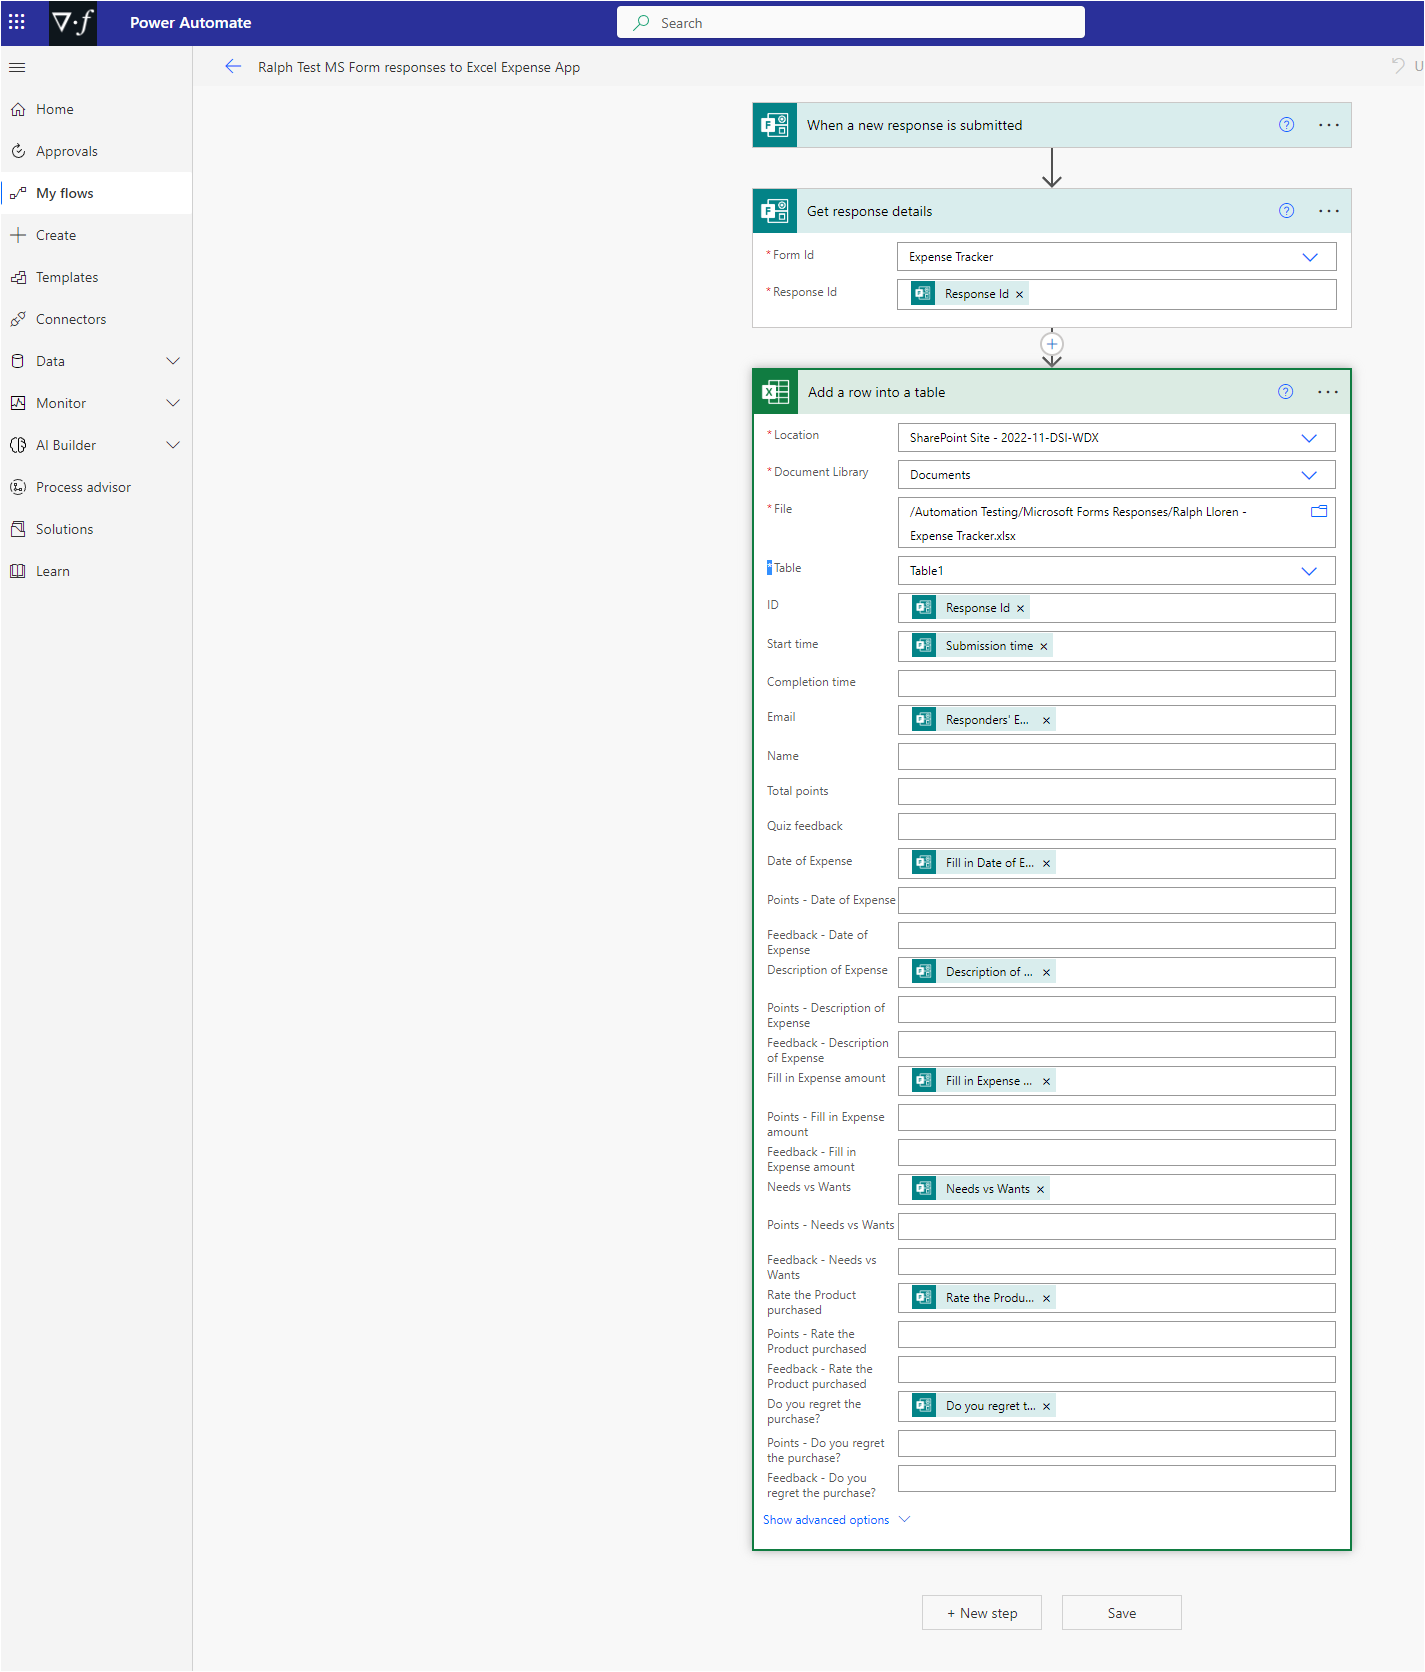 ∇·f
Power Automate
Search
Ralph Test MS Form responses to Excel Expense App
U
Home
Approvals
My flows
Create
Templates
Connectors
Data
Monitor
AI Builder
Process advisor
Solutions
Learn
When a new response is submitted
?
...
Get response details
?
...
* Form Id
Expense Tracker
* Response Id
Response Id ×
+
Add a row into a table
?
...
* Location
SharePoint Site - 2022-11-DSI-WDX
* Document Library
Documents
* File
/Automation Testing/Microsoft Forms Responses/Ralph Lloren -
Expense Tracker.xlsx
* Table
Table1
ID
Response Id ×
Start time
Submission time ×
Completion time
Email
Responders' E... ×
Name
Total points
Quiz feedback
Date of Expense
Fill in Date of E... ×
Points - Date of Expense
Feedback - Date of
Expense
Description of Expense
Description of ... ×
Points - Description of
Expense
Feedback - Description
of Expense
Fill in Expense amount
Fill in Expense ... ×
Points - Fill in Expense
amount
Feedback - Fill in
Expense amount
Needs vs Wants
Needs vs Wants ×
Points - Needs vs Wants
Feedback - Needs vs
Wants
Rate the Product
purchased
Rate the Produ... ×
Points - Rate the
Product purchased
Feedback - Rate the
Product purchased
Do you regret the
purchase?
Do you regret t... ×
Points - Do you regret
the purchase?
Feedback - Do you
regret the purchase?
Show advanced options
+ New step
Save